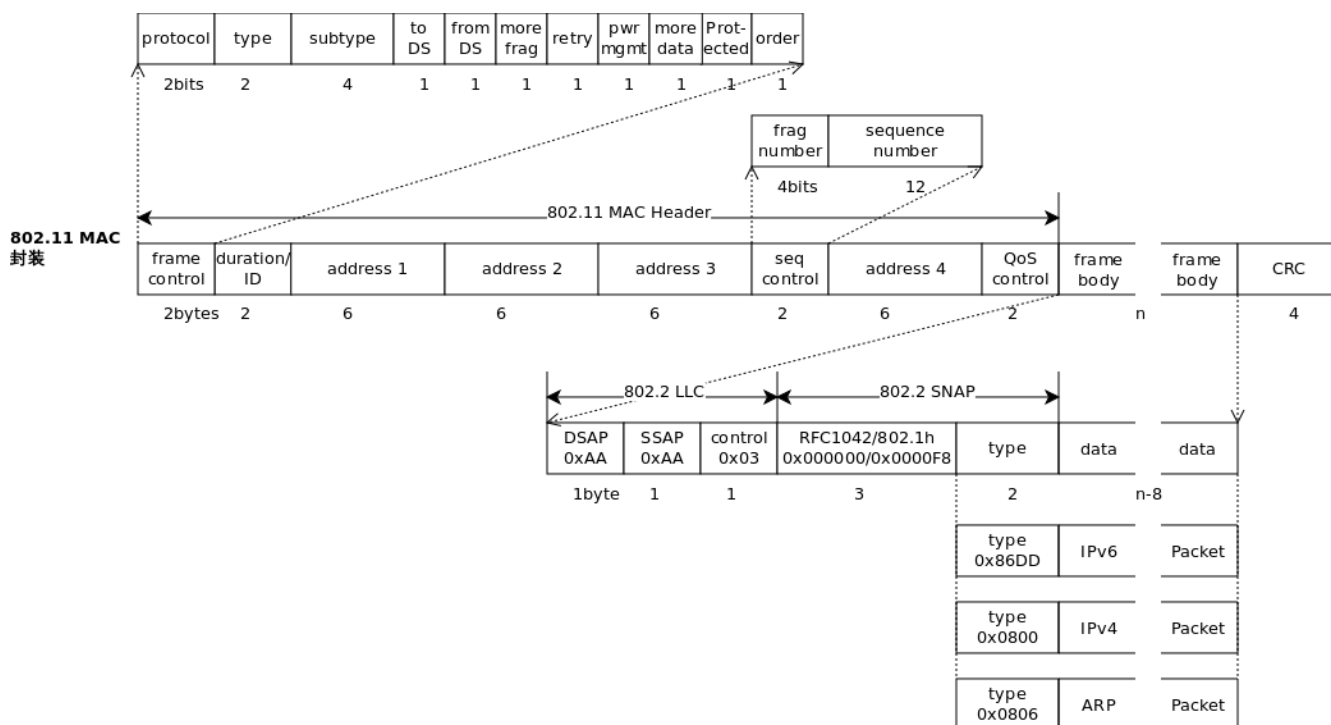 protocol type subtype to DS from DS more frag retry pwr mgmt more data Prot-ected order
2bits 2 4 1 1 1 1 1 1 1 1
frag number sequence number
4bits 12
802.11 MAC Header
802.11 MAC
封装
frame control duration/ID address 1 address 2 address 3 seq control address 4 QoS control frame body frame body CRC
2bytes 2 6 6 6 2 6 2 n 4
802.2 LLC 802.2 SNAP
DSAP 0xAA SSAP 0xAA control 0x03 RFC1042/802.1h 0x000000/0x0000F8 type data data
1byte 1 1 3 2 n-8
type 0x86DD IPv6 Packet
type 0x0800 IPv4 Packet
type 0x0806 ARP Packet